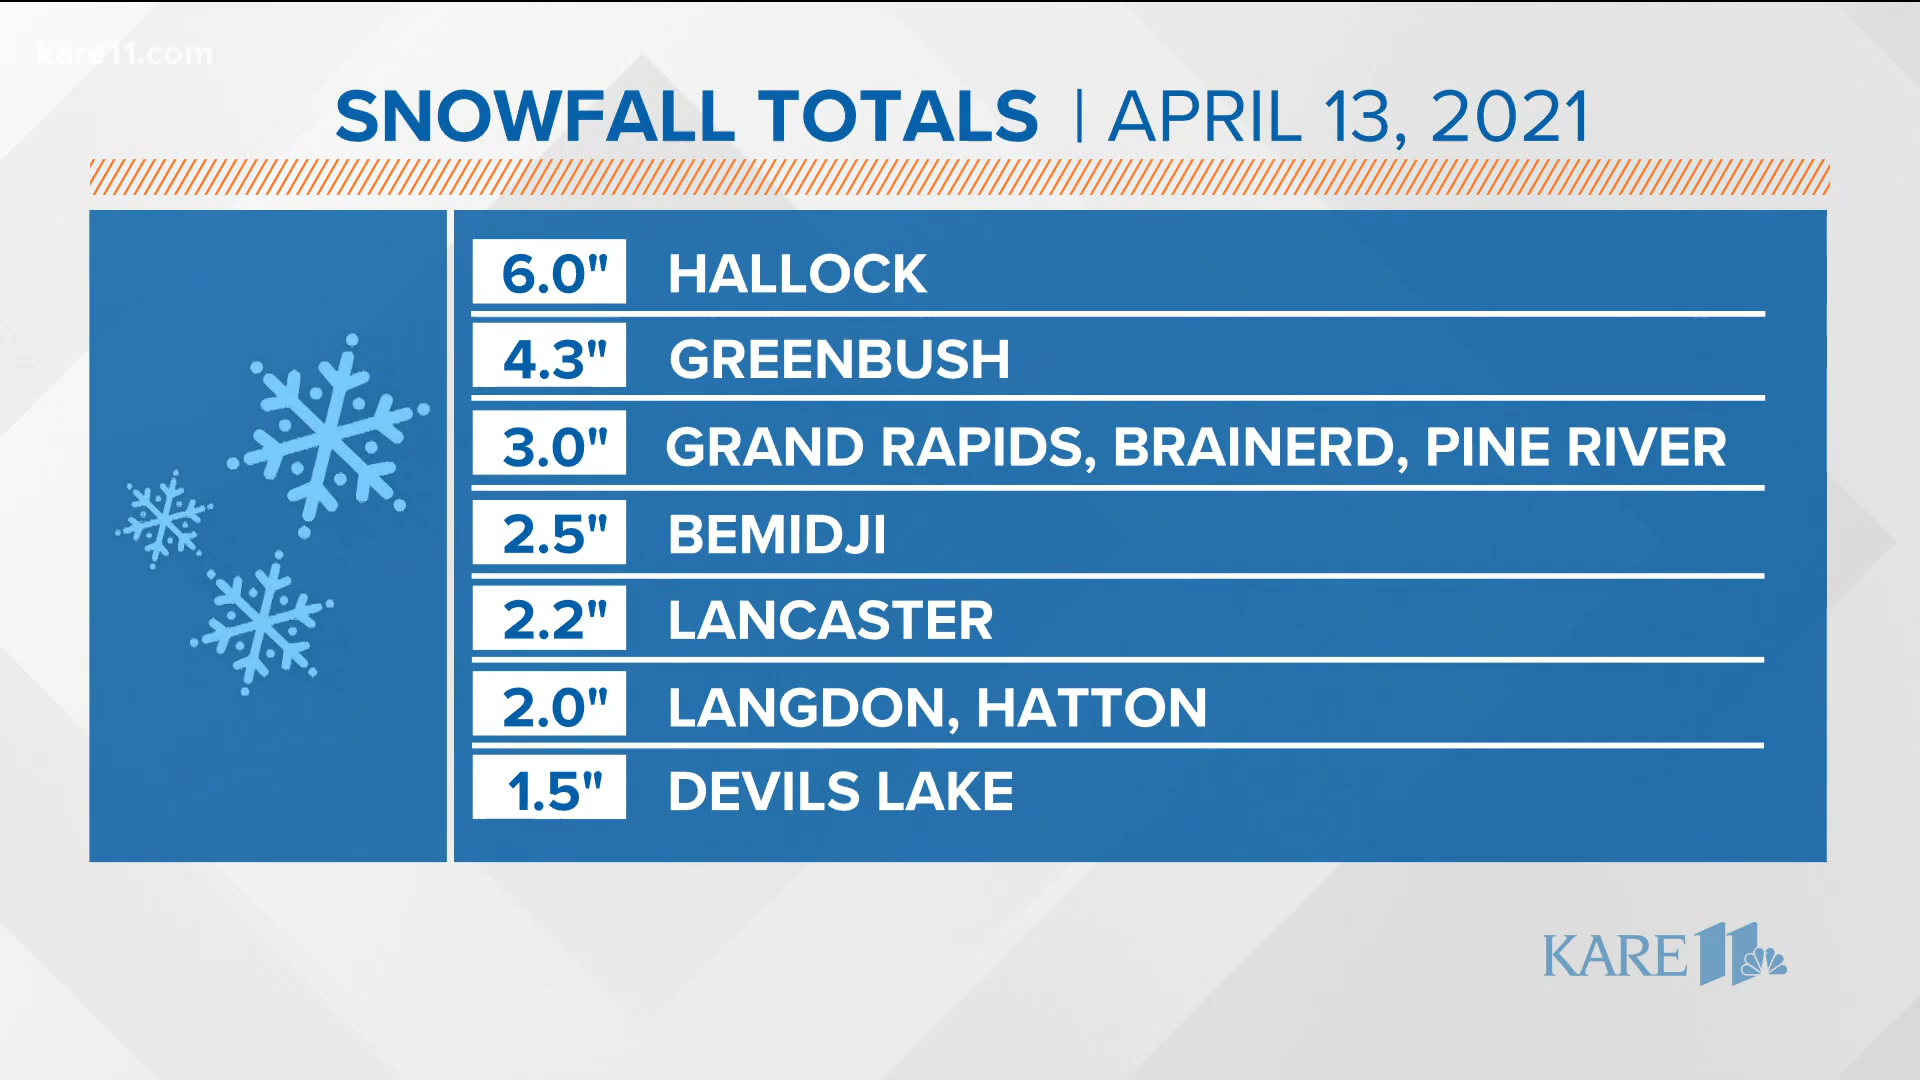 kare11.com
SNOWFALL TOTALS | APRIL 13, 2021
6.0" HALLOCK
4.3" GREENBUSH
3.0" GRAND RAPIDS, BRAINERD, PINE RIVER
2.5" BEMIDJI
2.2" LANCASTER
2.0" LANGDON, HATTON
1.5" DEVILS LAKE
KARE 11